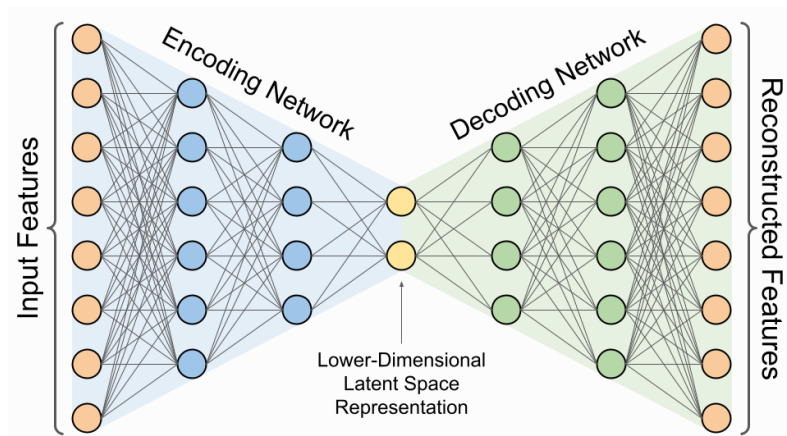 Input Features
Encoding Network
Lower-Dimensional
Latent Space
Representation
Decoding Network
Reconstructed Features